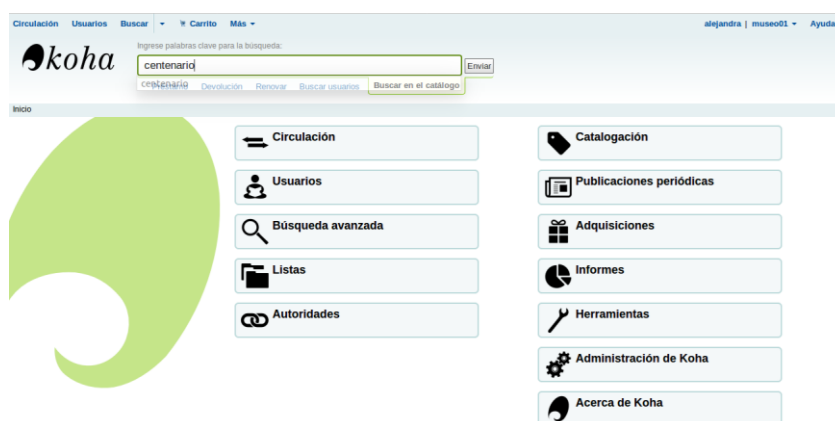 Circulación Usuarios Buscar Carrito Más alejandra | museo01 Ayuda
koha
Ingrese palabras clave para la búsqueda:
centenario
Enviar
centenario
Préstamo Devolución Renovar Buscar usuarios Buscar en el catálogo
Inicio
Circulación
Catalogación
Usuarios
Publicaciones periódicas
Búsqueda avanzada
Adquisiciones
Listas
Informes
Autoridades
Herramientas
Administración de Koha
Acerca de Koha